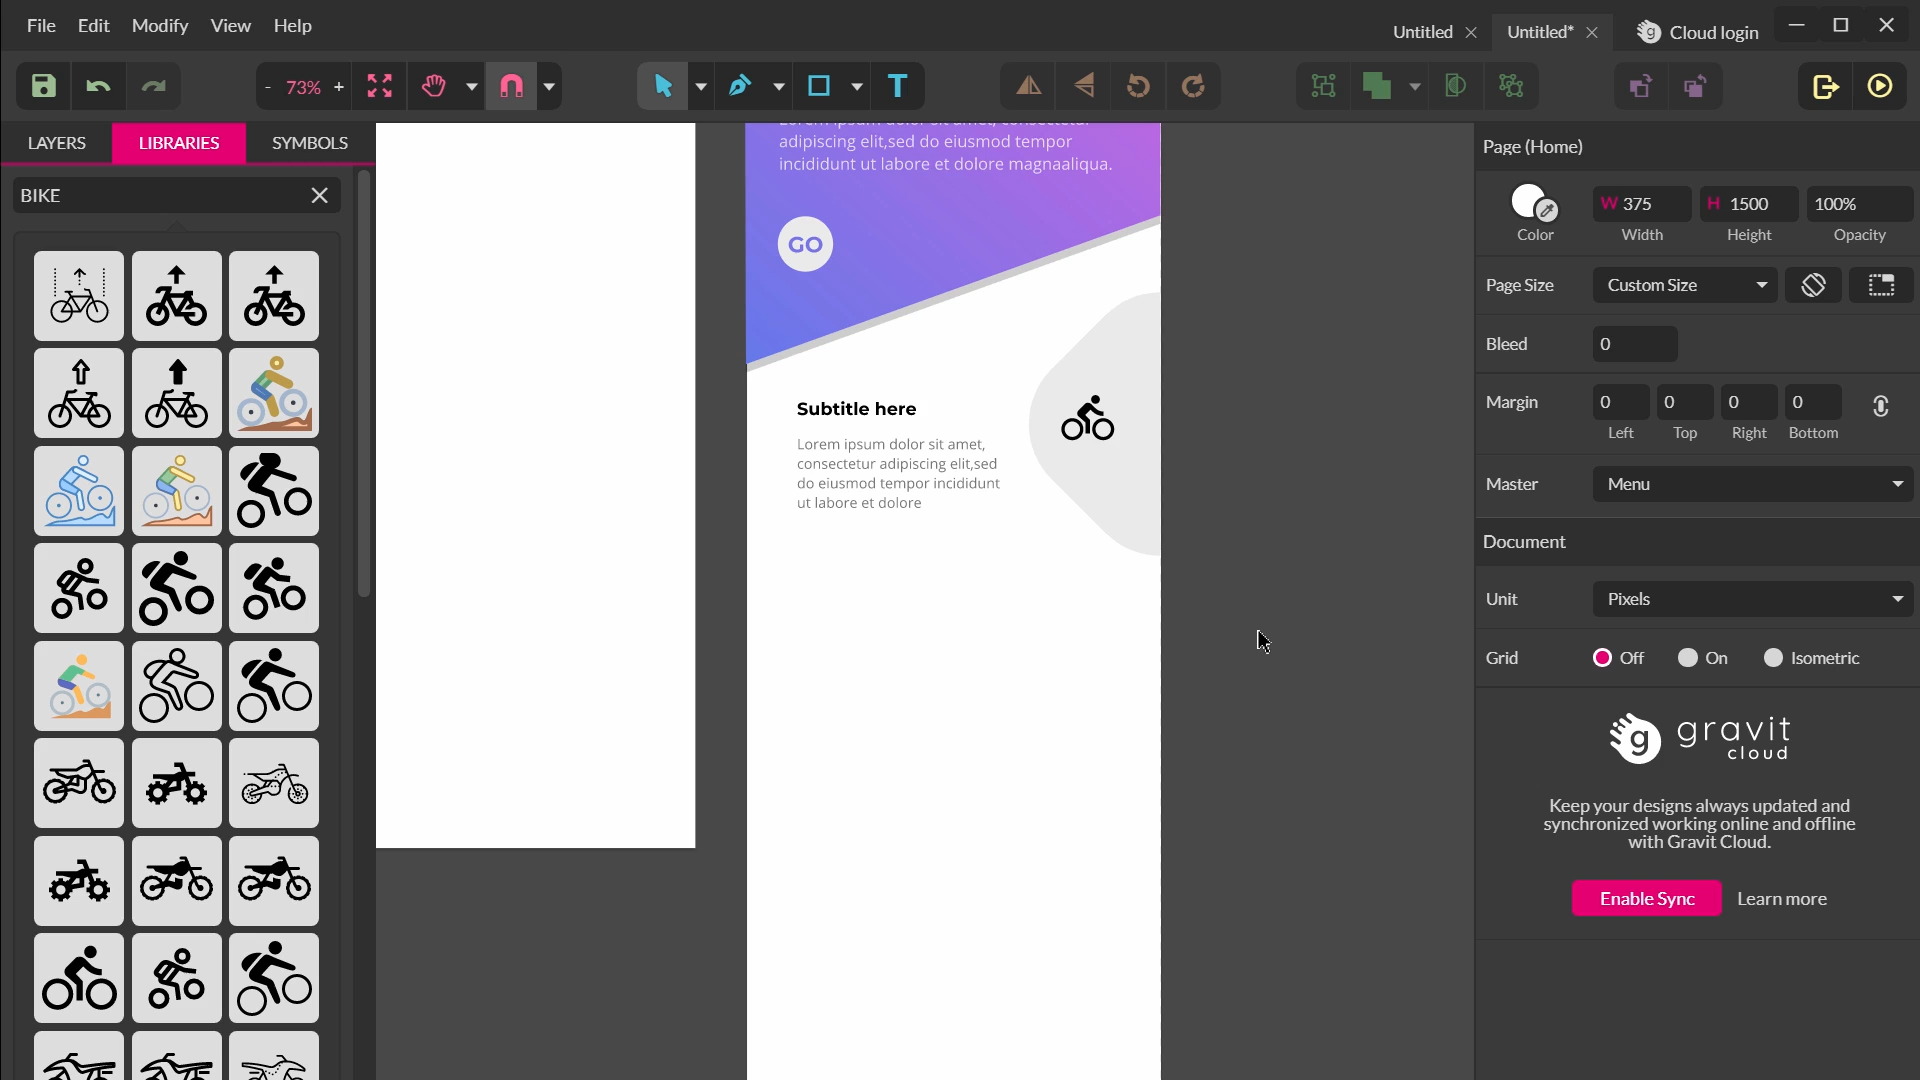 File Edit Modify View Help
Untitled Untitled* Cloud login
- 73% + T
LAYERS LIBRARIES SYMBOLS
BIKE
adipiscing elit,sed do eiusmod tempor
incididunt ut labore et dolore magnaaliqua.
GO
Subtitle here
Lorem ipsum dolor sit amet,
consectetur adipiscing elit,sed
do eiusmod tempor incididunt
ut labore et dolore
Page (Home)
W 375 H 1500 100%
Color Width Height Opacity
Page Size Custom Size
Bleed 0
Margin 0 0 0 0
Left Top Right Bottom
Master Menu
Document
Unit Pixels
Grid Off On Isometric
g gravit
cloud
Keep your designs always updated and
synchronized working online and offline
with Gravit Cloud.
Enable Sync Learn more